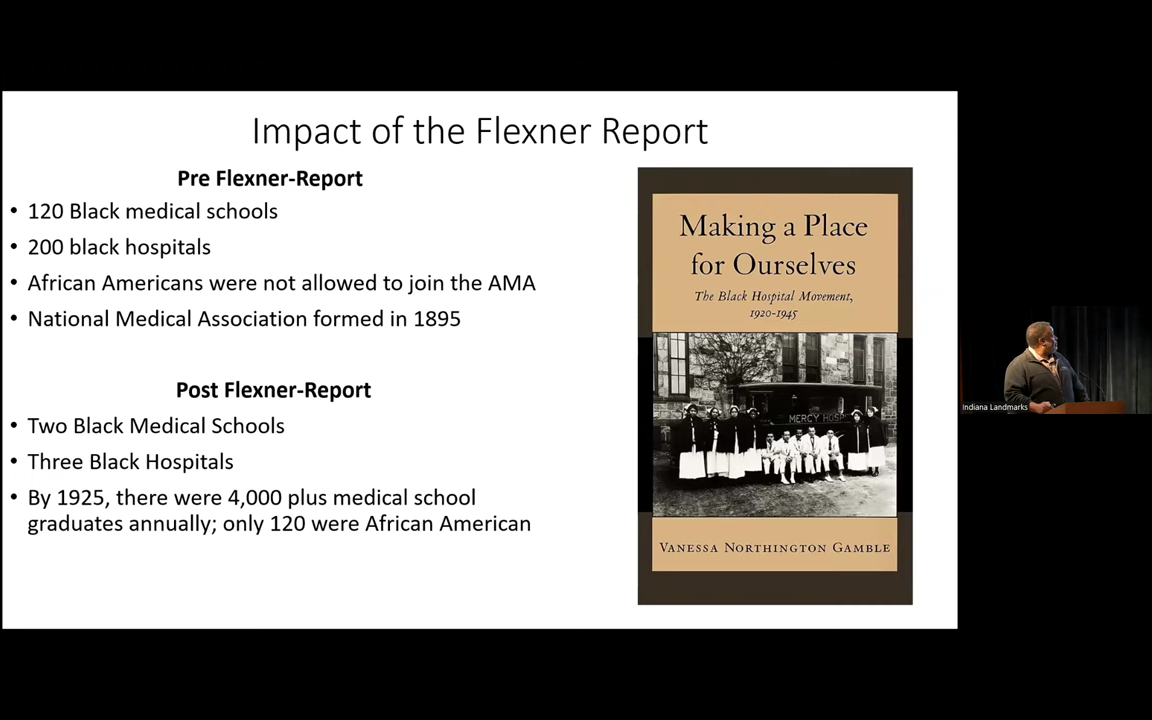 Impact of the Flexner Report
Pre Flexner-Report
• 120 Black medical schools
• 200 black hospitals
• African Americans were not allowed to join the AMA
• National Medical Association formed in 1895
Post Flexner-Report
• Two Black Medical Schools
• Three Black Hospitals
• By 1925, there were 4,000 plus medical school
graduates annually; only 120 were African American
Making a Place
for Ourselves
The Black Hospital Movement,
1920-1945
MERCY HOSP
VANESSA NORTHINGTON GAMBLE
Indiana Landmarks